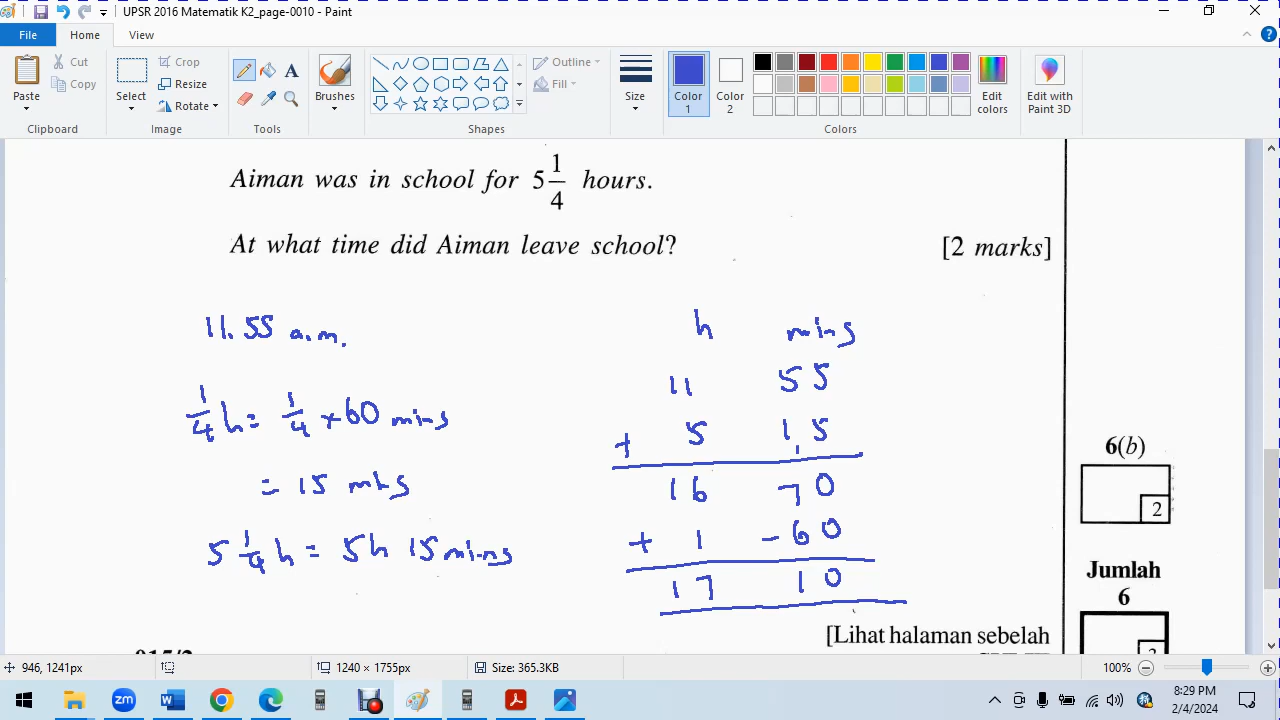 UPSR 2016 Matematik K2_page-0010 - Paint
File Home View
Paste Cut Copy Select Crop Resize Rotate Brushes Outline Fill Size Color 1 Color 2 Edit colors Edit with Paint 3D
Clipboard Image Tools Shapes Colors
Aiman was in school for 5 1/4 hours.
At what time did Aiman leave school? [2 marks]
11.55 a.m.
1/4 h = 1/4 × 60 mins
= 15 mins
5 1/4 h = 5h 15 mins
h mins
11 55
+ 5 15
16 70
+ 1 - 60
17 10
6(b)
2
Jumlah
6
[Lihat halaman sebelah
946, 1241px 1240 × 1755px Size: 365.3KB 100%
8:29 PM
2/4/2024